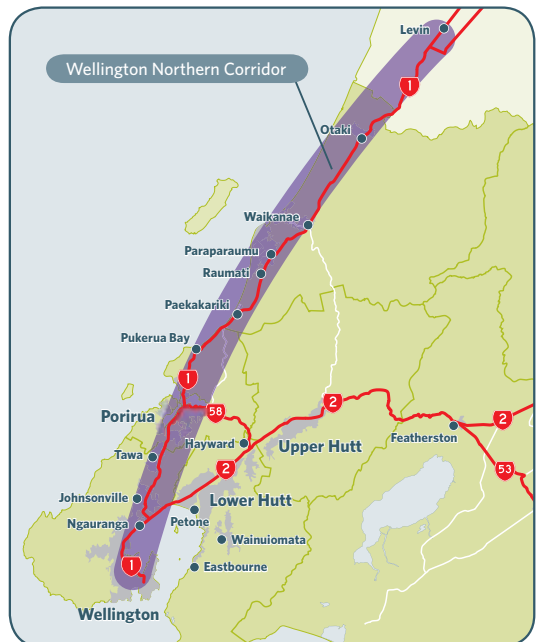 Levin
Wellington Northern Corridor
1
Otaki
Waikanae
Paraparaumu
Raumati
Paekakariki
Pukerua Bay
1
2
58
Porirua
2
Featherston
Hayward
Upper Hutt
Tawa
2
53
Johnsonville
Lower Hutt
Ngauranga
Petone
Wainuiomata
1
Eastbourne
Wellington